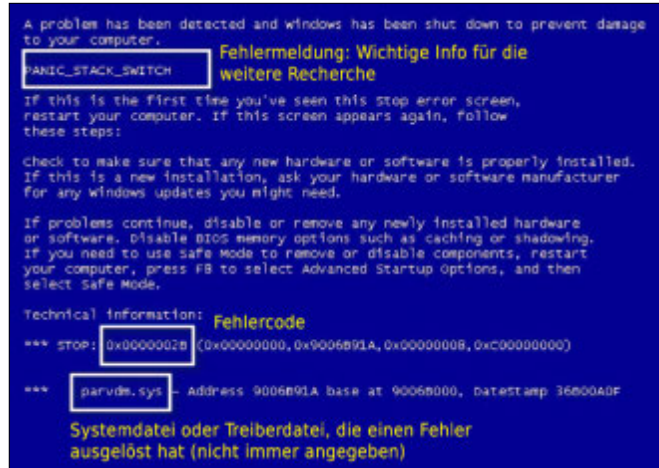 A problem has been detected and windows has been shut down to prevent damage
to your computer.
Fehlermeldung: Wichtige Info für die
weitere Recherche
PANIC_STACK_SWITCH
If this is the first time you've seen this Stop error screen,
restart your computer. If this screen appears again, follow
these steps:
Check to make sure that any new hardware or software is properly installed.
If this is a new installation, ask your hardware or software manufacturer
for any windows updates you might need.
If problems continue, disable or remove any newly installed hardware
or software. Disable BIOS memory options such as caching or shadowing.
If you need to use Safe Mode to remove or disable components, restart
your computer, press F8 to select Advanced Startup Options, and then
select Safe Mode.
Technical information:
Fehlercode
*** STOP: 0x0000002B (0x00000000,0x9006B91A,0x0000000B,0xC00000000)
*** parvdm.sys - Address 9006B91A base at 9006B000, DateStamp 36B00A0F
Systemdatei oder Treiberdatei, die einen Fehler
ausgelöst hat (nicht immer angegeben)